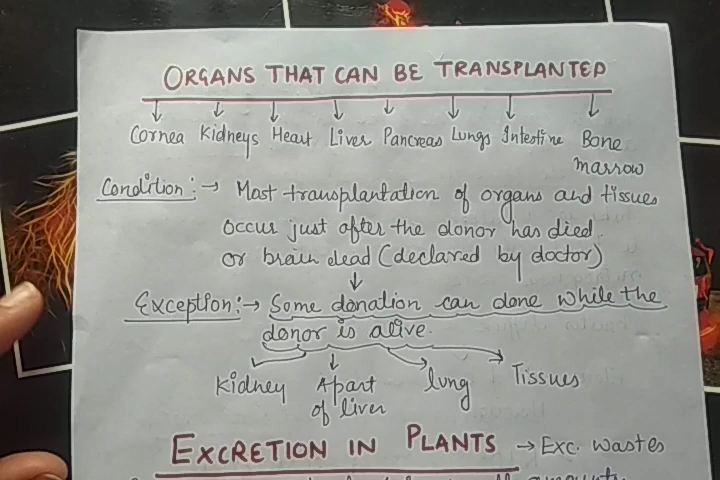 ORGANS THAT CAN BE TRANSPLANTED
Cornea Kidneys Heart Liver Pancreas Lungs Intestine Bone marrow
Condition :→ Most transplantation of organs and tissues
occur just after the donor has died.
or brain dead (declared by doctor)
Exception :→ Some donation can done while the
donor is alive.
Kidney Apart of liver lung Tissues
EXCRETION IN PLANTS → Exc. wastes